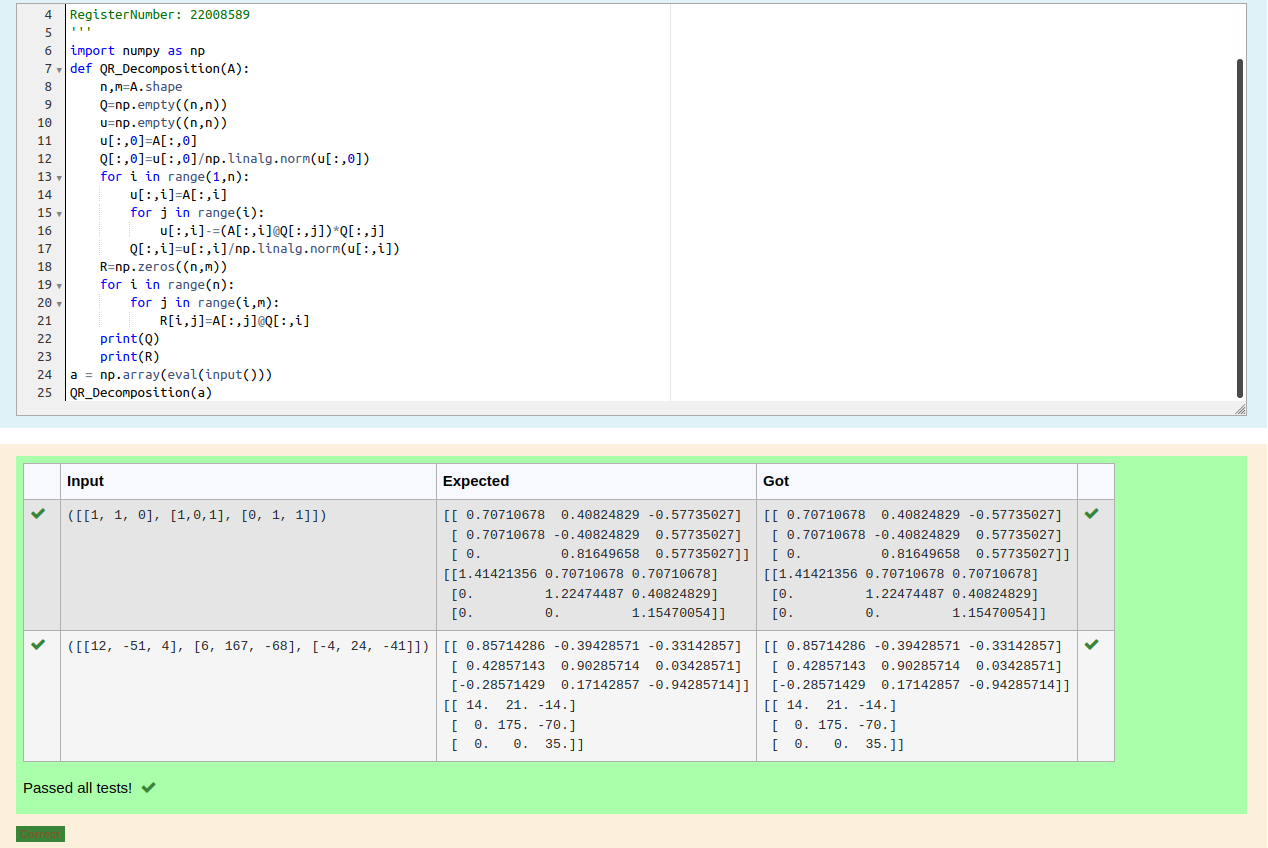 4 RegisterNumber: 22008589
5 '''
6 import numpy as np
7 def QR_Decomposition(A):
8     n,m=A.shape
9     Q=np.empty((n,n))
10     u=np.empty((n,n))
11     u[:,0]=A[:,0]
12     Q[:,0]=u[:,0]/np.linalg.norm(u[:,0])
13     for i in range(1,n):
14         u[:,i]=A[:,i]
15         for j in range(i):
16             u[:,i]-=(A[:,i]@Q[:,j])*Q[:,j]
17         Q[:,i]=u[:,i]/np.linalg.norm(u[:,i])
18     R=np.zeros((n,m))
19     for i in range(n):
20         for j in range(i,m):
21             R[i,j]=A[:,j]@Q[:,i]
22     print(Q)
23     print(R)
24 a = np.array(eval(input()))
25 QR_Decomposition(a)
Input Expected Got
([[1, 1, 0], [1,0,1], [0, 1, 1]]) [[ 0.70710678  0.40824829 -0.57735027] [[ 0.70710678  0.40824829 -0.57735027]
[ 0.70710678 -0.40824829  0.57735027] [ 0.70710678 -0.40824829  0.57735027]
[ 0.          0.81649658  0.57735027]] [ 0.          0.81649658  0.57735027]]
[[1.41421356 0.70710678 0.70710678] [[1.41421356 0.70710678 0.70710678]
[0.         1.22474487 0.40824829] [0.         1.22474487 0.40824829]
[0.         0.         1.15470054]] [0.         0.         1.15470054]]
([[12, -51, 4], [6, 167, -68], [-4, 24, -41]]) [[ 0.85714286 -0.39428571 -0.33142857] [[ 0.85714286 -0.39428571 -0.33142857]
[ 0.42857143  0.90285714  0.03428571] [ 0.42857143  0.90285714  0.03428571]
[-0.28571429  0.17142857 -0.94285714]] [-0.28571429  0.17142857 -0.94285714]]
[[ 14.  21. -14.] [[ 14.  21. -14.]
[  0. 175. -70.] [  0. 175. -70.]
[  0.   0.  35.]] [  0.   0.  35.]]
Passed all tests!
Correct